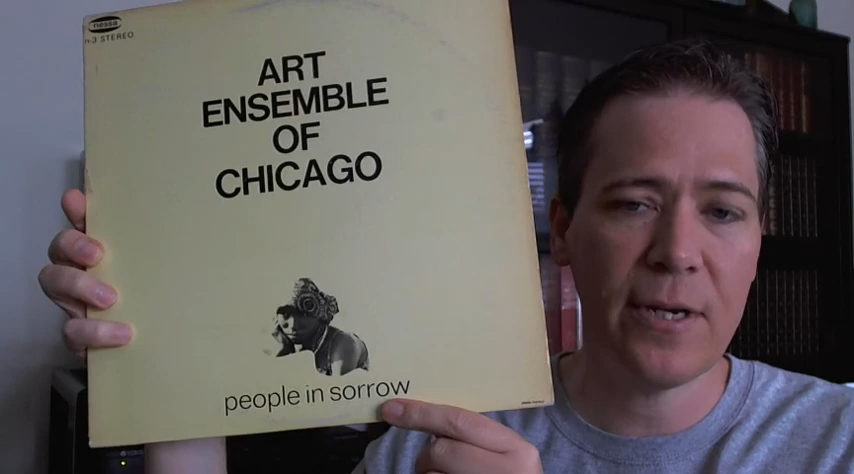 nessa
n-3 STEREO
ART
ENSEMBLE
OF
CHICAGO
people in sorrow